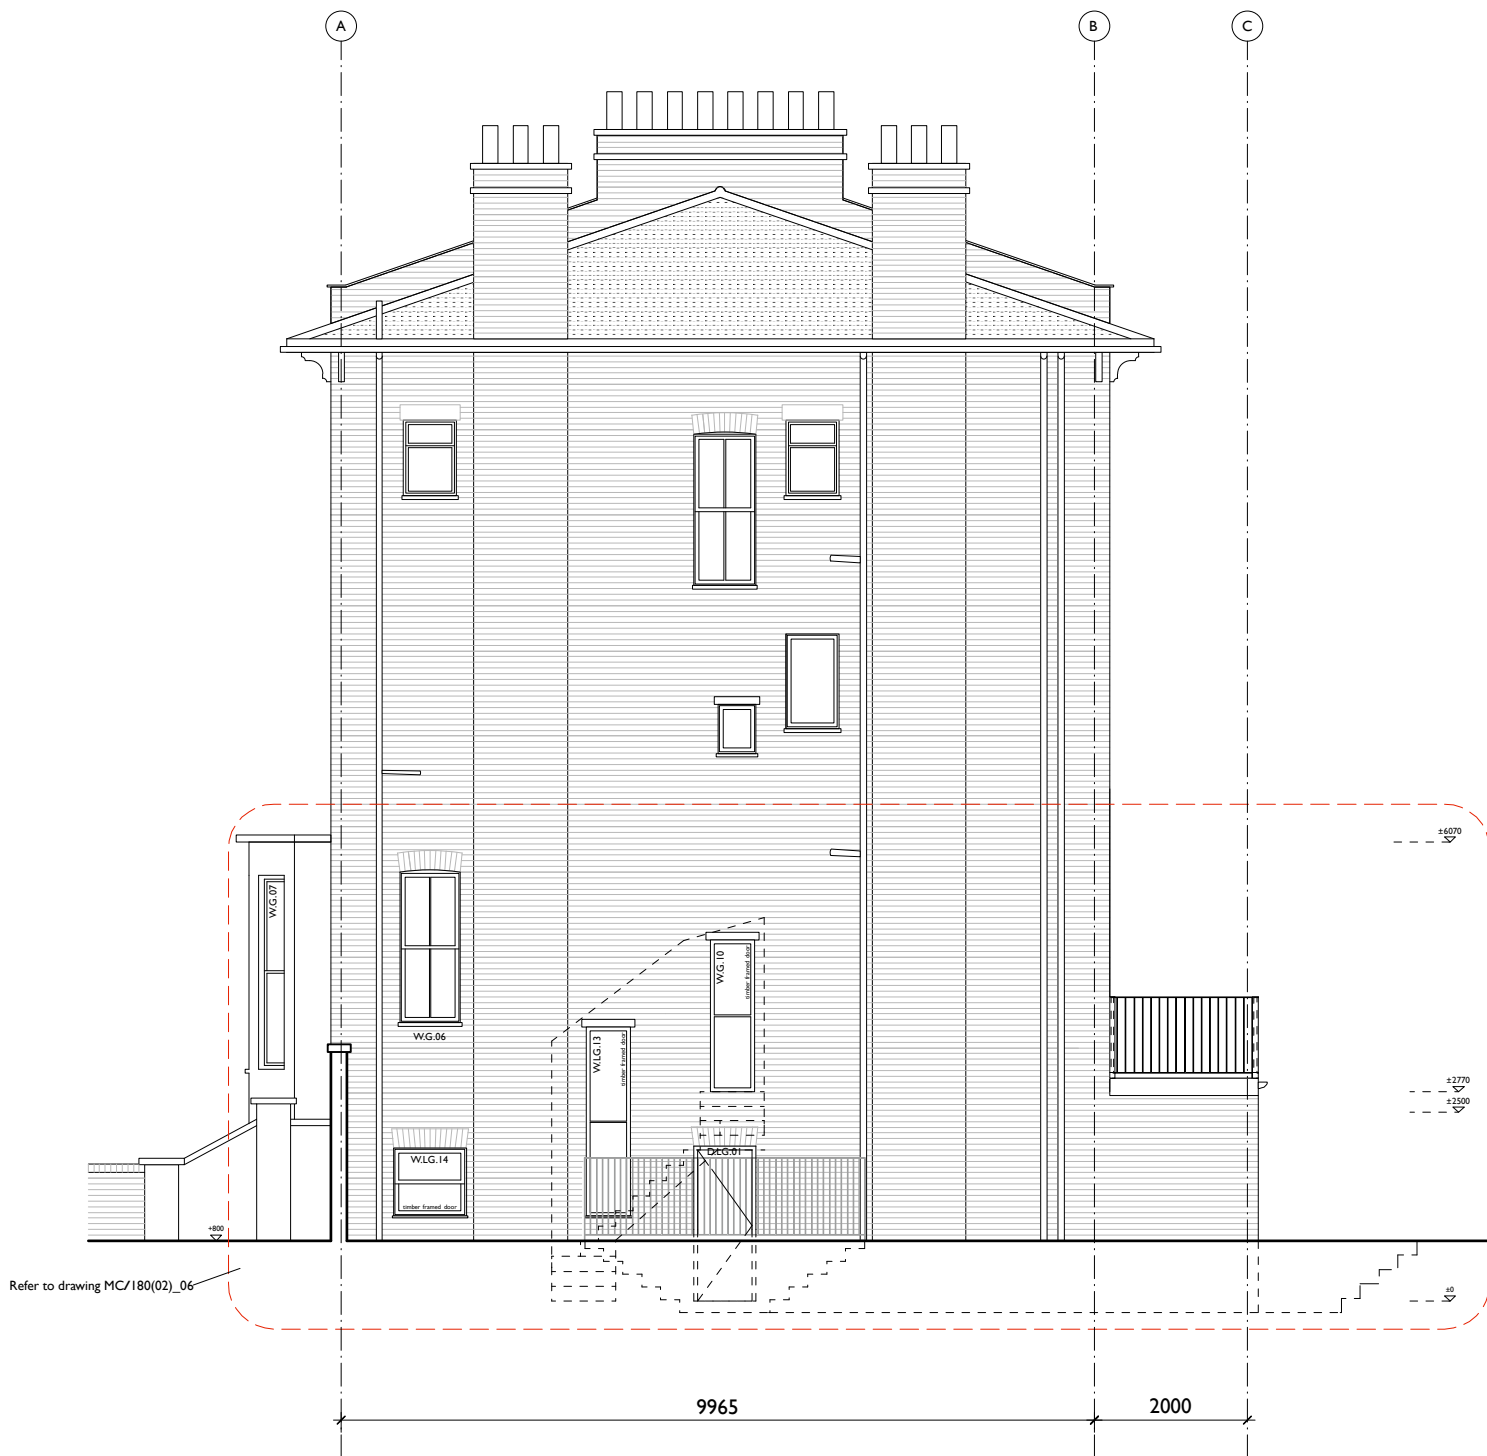 A
B
C
±6070
W.G.07
W.G.10
timber framed door
W.G.06
W.LG.13
timber framed door
±2770
±2500
D.LG.01
W.LG.14
timber framed door
+800
Refer to drawing MC/180(02)_06
±0
9965
2000